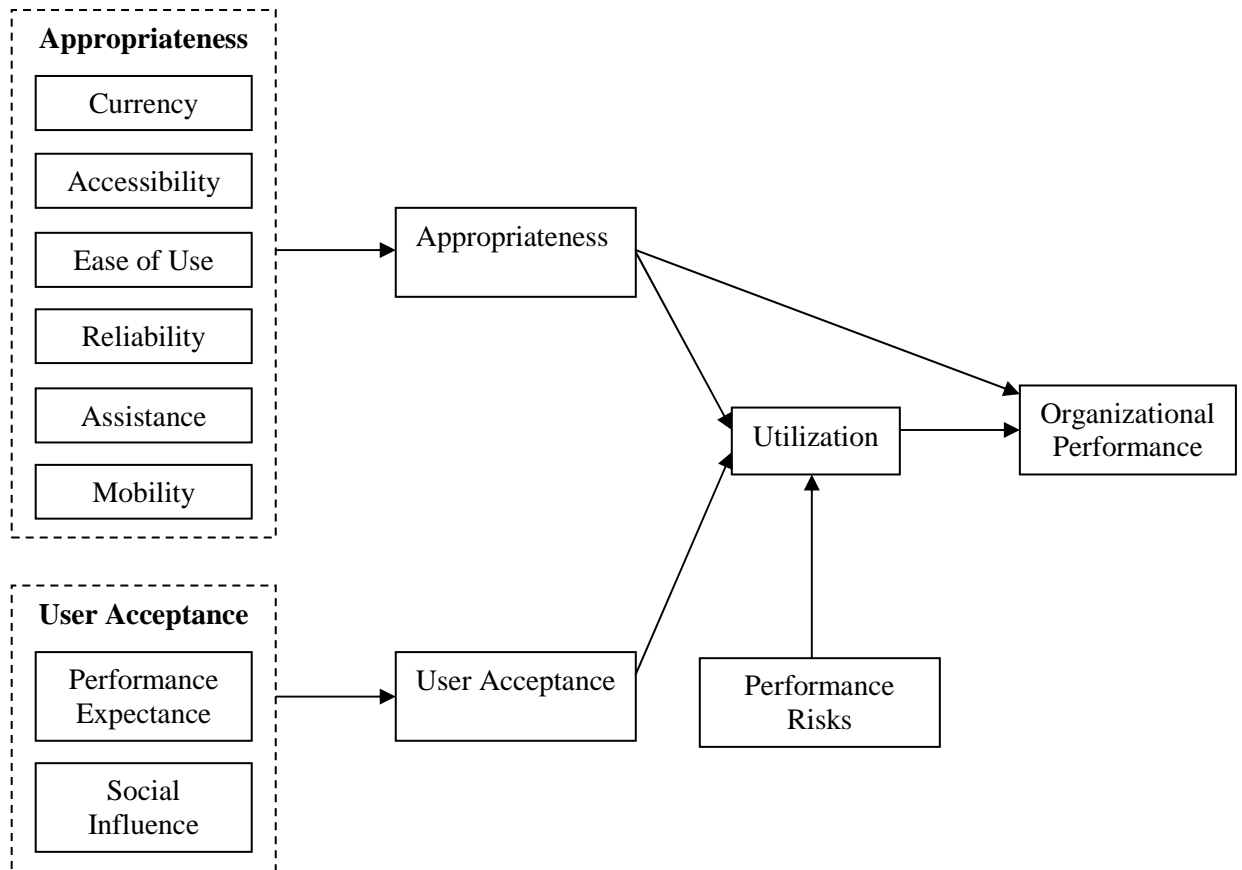 Appropriateness
Currency
Accessibility
Ease of Use
Reliability
Assistance
Mobility
Appropriateness
Utilization
Organizational
Performance
User Acceptance
Performance
Expectance
Social
Influence
User Acceptance
Performance
Risks